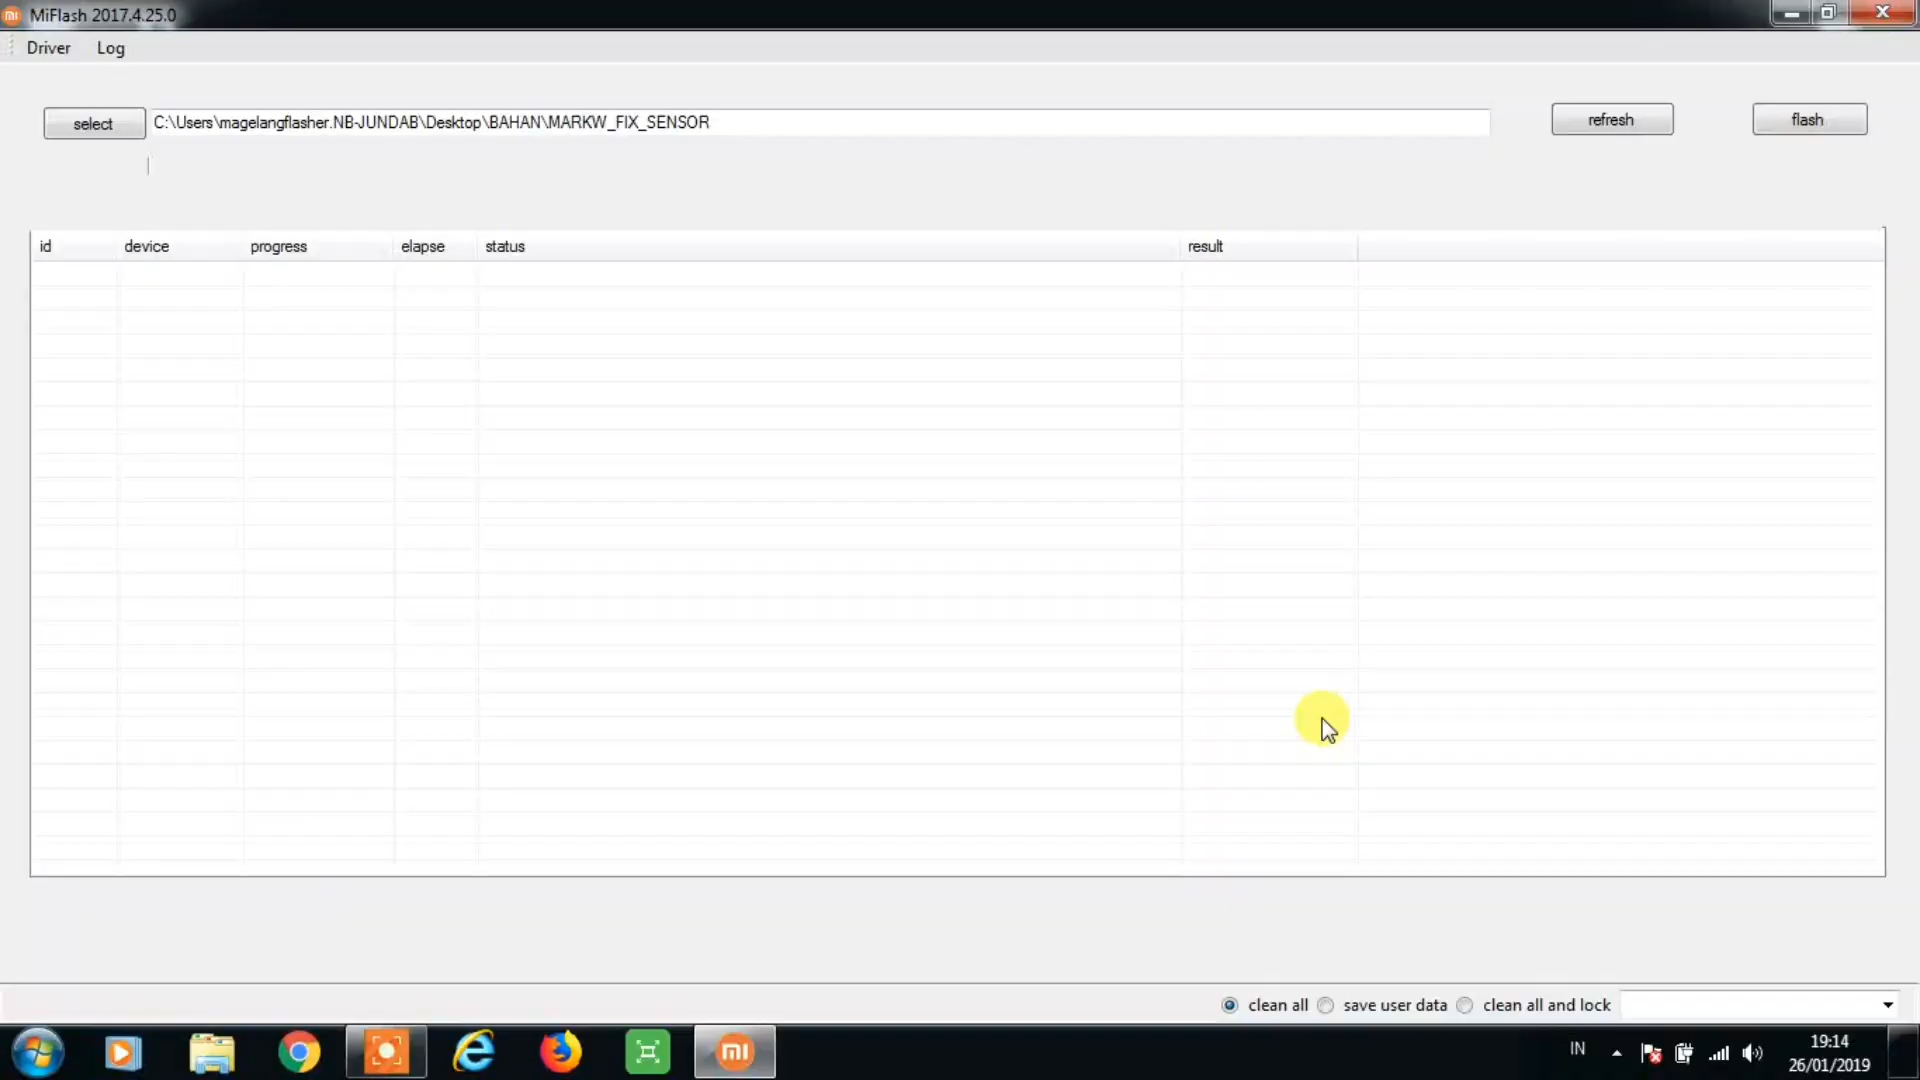 MiFlash 2017.4.25.0
Driver Log
select C:\Users\magelangflasher.NB-JUNDAB\Desktop\BAHAN\MARKW_FIX_SENSOR refresh flash
id device progress elapse status result
clean all save user data clean all and lock
mi IN 19:14
26/01/2019